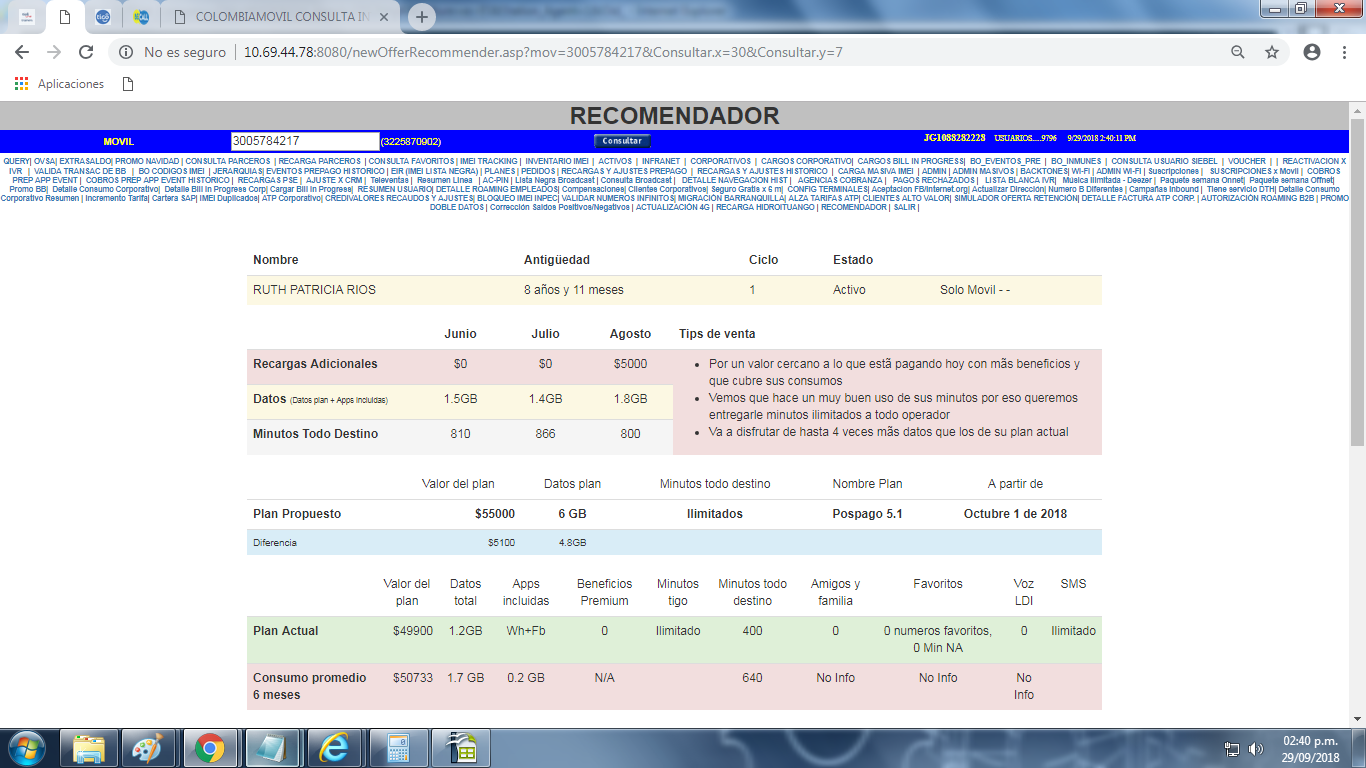 COLOMBIAMOVIL CONSULTA IN
No es seguro
10.69.44.78:8080/newOfferRecommender.asp?mov=3005784217&Consultar.x=30&Consultar.y=7
Aplicaciones
RECOMENDADOR
MOVIL 3005784217 (3225870902) Consultar JG1088282228 USUARIOS.....9796 9/29/2018 2:40:11 PM
QUERY| OVSA| EXTRASALDO| PROMO NAVIDAD | CONSULTA PARCEROS | RECARGA PARCEROS | CONSULTA FAVORITOS | IMEI TRACKING | INVENTARIO IMEI | ACTIVOS | INFRANET | CORPORATIVOS | CARGOS CORPORATIVO| CARGOS BILL IN PROGRESS| BO_EVENTOS_PRE | BO_INMUNES | CONSULTA USUARIO SIEBEL | VOUCHER | | REACTIVACION X
IVR | VALIDA TRANSAC DE BB | BO CODIGOS IMEI | JERARQUIAS| EVENTOS PREPAGO HISTORICO | EIR (IMEI LISTA NEGRA) | PLANES | PEDIDOS | RECARGAS Y AJUSTES PREPAGO | RECARGAS Y AJUSTES HISTORICO | CARGA MASIVA IMEI | ADMIN | ADMIN MASIVOS | BACKTONES| WI-FI | ADMIN WI-FI | Suscripciones | SUSCRIPCIONES x Movil | COBROS
PREP APP EVENT | COBROS PREP APP EVENT HISTORICO | RECARGAS PSE | AJUSTE X CRM | Televentas | Resumen Linea | AC-PIN | Lista Negra Broadcast | Consulta Broadcast | DETALLE NAVEGACION HIST | AGENCIAS COBRANZA | PAGOS RECHAZADOS | LISTA BLANCA IVR| Música Ilimitada - Deezer | Paquete semana Onnet| Paquete semana Offnet|
Promo BB| Detalle Consumo Corporativo| Detalle Bill In Progress Corp| Cargar Bill In Progress| RESUMEN USUARIO| DETALLE ROAMING EMPLEADOS| Compensaciones| Clientes Corporativos| Seguro Gratis x 6 m| CONFIG TERMINALES| Aceptacion FB/Internet.org| Actualizar Dirección| Numero B Diferentes | Campañas Inbound | Tiene servicio DTH| Detalle Consumo
Corporativo Resumen | Incremento Tarifa| Cartera SAP| IMEI Duplicados| ATP Corporativo| CREDIVALORES RECAUDOS Y AJUSTES| BLOQUEO IMEI INPEC| VALIDAR NUMEROS INFINITOS| MIGRACIÓN BARRANQUILLA| ALZA TARIFAS ATP| CLIENTES ALTO VALOR| SIMULADOR OFERTA RETENCIÓN| DETALLE FACTURA ATP CORP. | AUTORIZACIÓN ROAMING B2B | PROMO
DOBLE DATOS | Corrección Saldos Positivos/Negativos | ACTUALIZACIÓN 4G | RECARGA HIDROITUANGO | RECOMENDADOR | SALIR |
Nombre Antigüedad Ciclo Estado
RUTH PATRICIA RIOS 8 años y 11 meses 1 Activo Solo Movil - -
Junio Julio Agosto Tips de venta
Recargas Adicionales $0 $0 $5000
Datos (Datos plan + Apps incluidas) 1.5GB 1.4GB 1.8GB
Minutos Todo Destino 810 866 800
• Por un valor cercano a lo que estã pagando hoy con mãs beneficios y
que cubre sus consumos
• Vemos que hace un muy buen uso de sus minutos por eso queremos
entregarle minutos ilimitados a todo operador
• Va a disfrutar de hasta 4 veces mãs datos que los de su plan actual
Valor del plan Datos plan Minutos todo destino Nombre Plan A partir de
Plan Propuesto $55000 6 GB Ilimitados Pospago 5.1 Octubre 1 de 2018
Diferencia $5100 4.8GB
Valor del plan Datos total Apps incluidas Beneficios Premium Minutos tigo Minutos todo destino Amigos y familia Favoritos Voz LDI SMS
Plan Actual $49900 1.2GB Wh+Fb 0 Ilimitado 400 0 0 numeros favoritos, 0 Min NA 0 Ilimitado
Consumo promedio 6 meses $50733 1.7 GB 0.2 GB N/A 640 No Info No Info No Info
02:40 p.m.
29/09/2018